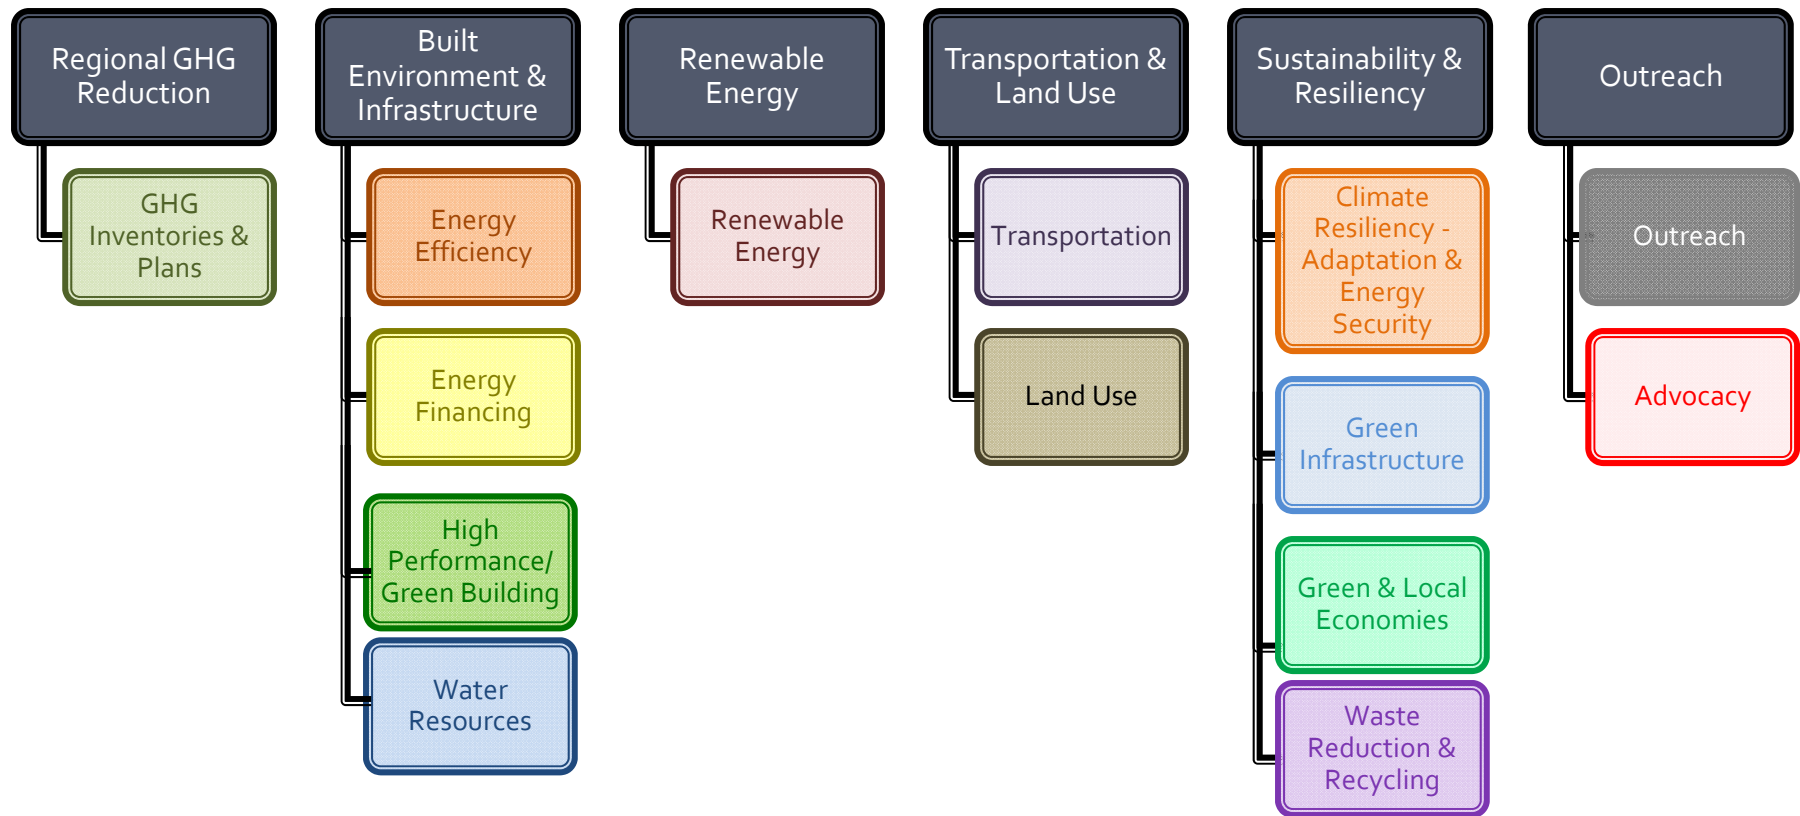 Regional GHG
Reduction
Built
Environment &
Infrastructure
Renewable
Energy
Transportation &
Land Use
Sustainability &
Resiliency
Outreach
GHG
Inventories &
Plans
Energy
Efficiency
Energy
Financing
High
Performance/
Green Building
Water
Resources
Renewable
Energy
Transportation
Land Use
Climate
Resiliency -
Adaptation &
Energy
Security
Green
Infrastructure
Green & Local
Economies
Waste
Reduction &
Recycling
Outreach
Advocacy